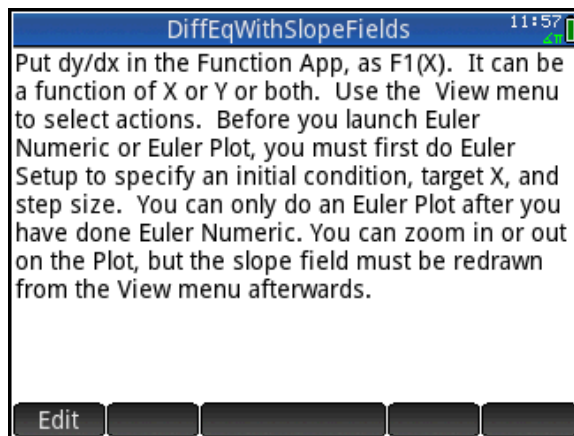 DiffEqWithSlopeFields
11:57
∡π
Put dy/dx in the Function App, as F1(X).  It can be
a function of X or Y or both.  Use the  View menu
to select actions.  Before you launch Euler
Numeric or Euler Plot, you must first do Euler
Setup to specify an initial condition, target X, and
step size.  You can only do an Euler Plot after you
have done Euler Numeric. You can zoom in or out
on the Plot, but the slope field must be redrawn
from the View menu afterwards.
Edit